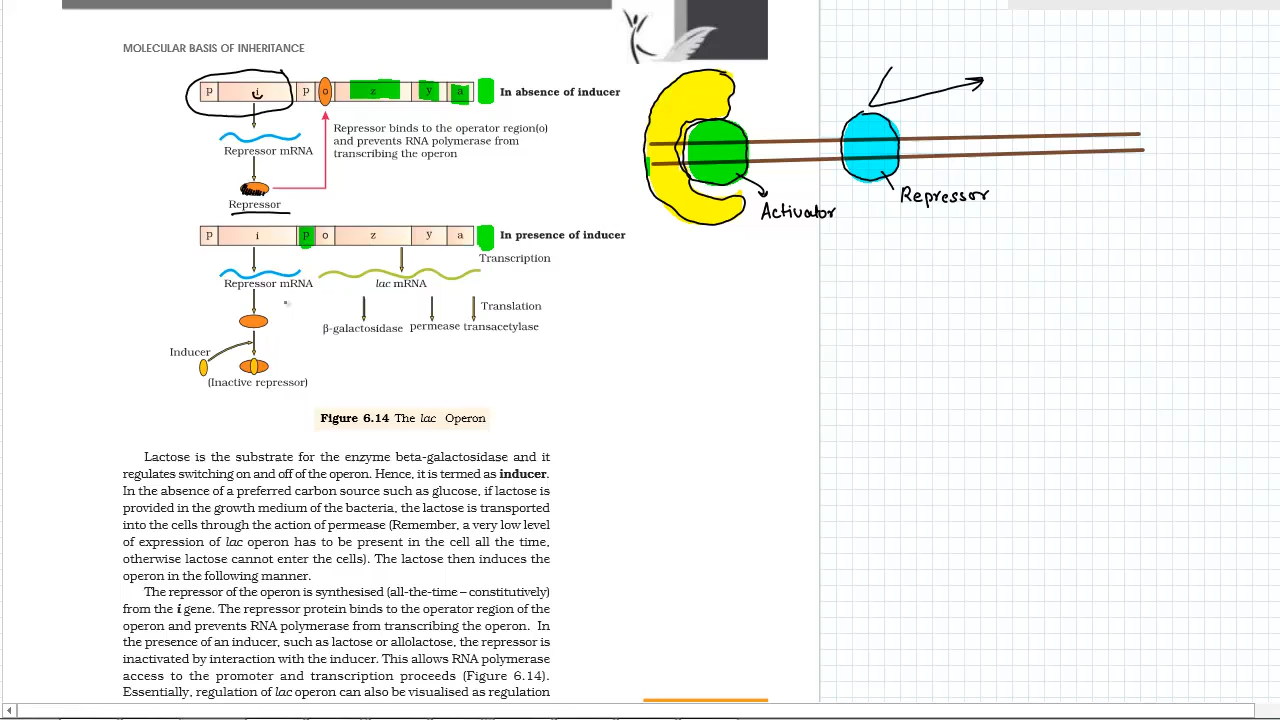 MOLECULAR BASIS OF INHERITANCE
p i p o z y a In absence of inducer
Repressor binds to the operator region(o)
and prevents RNA polymerase from
transcribing the operon
Repressor mRNA
Repressor
Activator
Repressor
p i p o z y a In presence of inducer
Transcription
Repressor mRNA lac mRNA
Translation
β-galactosidase permease transacetylase
Inducer
(Inactive repressor)
Figure 6.14 The lac Operon
Lactose is the substrate for the enzyme beta-galactosidase and it
regulates switching on and off of the operon. Hence, it is termed as inducer.
In the absence of a preferred carbon source such as glucose, if lactose is
provided in the growth medium of the bacteria, the lactose is transported
into the cells through the action of permease (Remember, a very low level
of expression of lac operon has to be present in the cell all the time,
otherwise lactose cannot enter the cells). The lactose then induces the
operon in the following manner.
The repressor of the operon is synthesised (all-the-time – constitutively)
from the i gene. The repressor protein binds to the operator region of the
operon and prevents RNA polymerase from transcribing the operon. In
the presence of an inducer, such as lactose or allolactose, the repressor is
inactivated by interaction with the inducer. This allows RNA polymerase
access to the promoter and transcription proceeds (Figure 6.14).
Essentially, regulation of lac operon can also be visualised as regulation